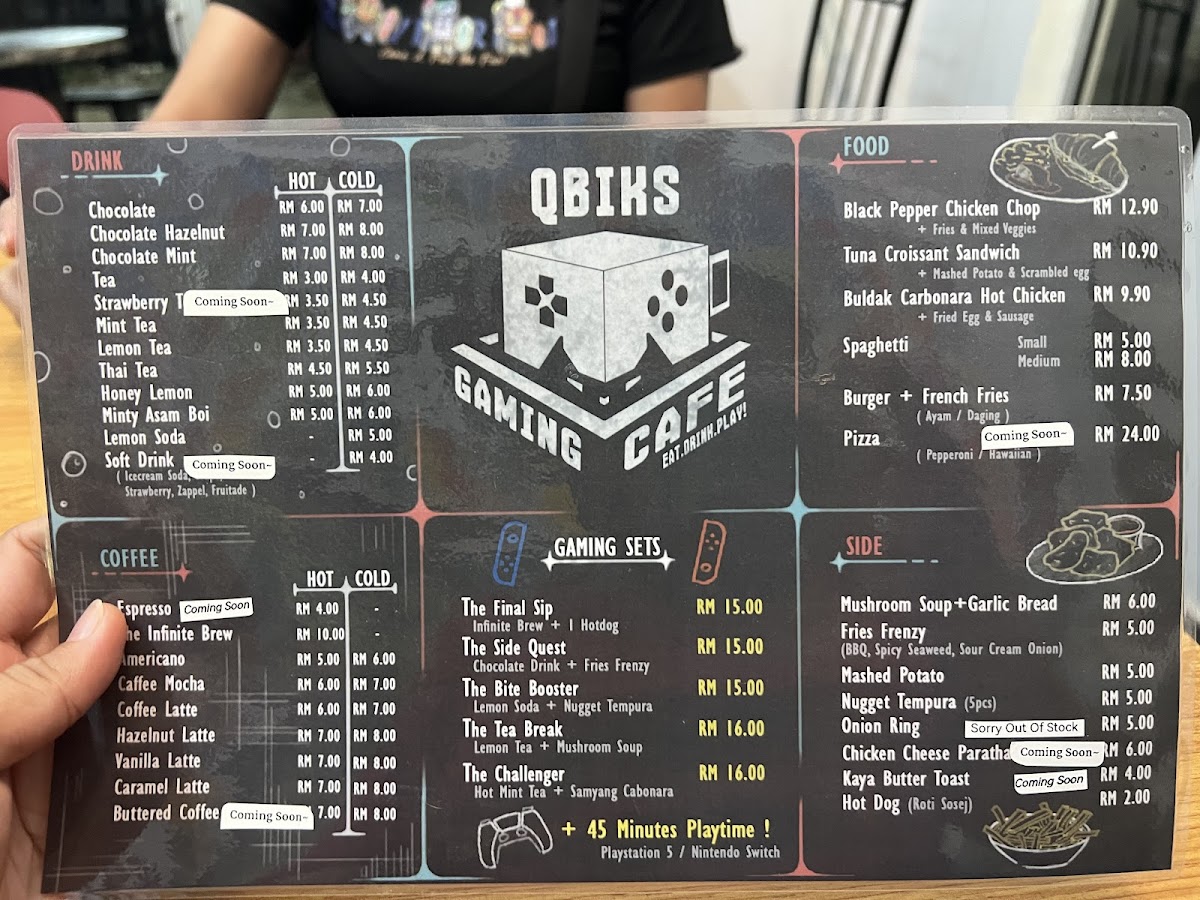 DRINK
HOT COLD
Chocolate RM 6.00 RM 7.00
Chocolate Hazelnut RM 7.00 RM 8.00
Chocolate Mint RM 7.00 RM 8.00
Tea RM 3.00 RM 4.00
Strawberry T Coming Soon~ RM 3.50 RM 4.50
Mint Tea RM 3.50 RM 4.50
Lemon Tea RM 3.50 RM 4.50
Thai Tea RM 4.50 RM 5.50
Honey Lemon RM 5.00 RM 6.00
Minty Asam Boi RM 5.00 RM 6.00
Lemon Soda - RM 5.00
Soft Drink Coming Soon~ - RM 4.00
( Icecream Soda,
Strawberry, Zappel, Fruitade )
QBIKS
GAMING CAFE
EAT.DRINK.PLAY!
FOOD
Black Pepper Chicken Chop RM 12.90
+ Fries & Mixed Veggies
Tuna Croissant Sandwich RM 10.90
+ Mashed Potato & Scrambled egg
Buldak Carbonara Hot Chicken RM 9.90
+ Fried Egg & Sausage
Spaghetti Small RM 5.00
Medium RM 8.00
Burger + French Fries RM 7.50
( Ayam / Daging )
Pizza Coming Soon~ RM 24.00
( Pepperoni / Hawaiian )
COFFEE
HOT COLD
Espresso Coming Soon RM 4.00 -
The Infinite Brew RM 10.00 -
Americano RM 5.00 RM 6.00
Caffee Mocha RM 6.00 RM 7.00
Coffee Latte RM 6.00 RM 7.00
Hazelnut Latte RM 7.00 RM 8.00
Vanilla Latte RM 7.00 RM 8.00
Caramel Latte RM 7.00 RM 8.00
Buttered Coffee Coming Soon~ 7.00 RM 8.00
GAMING SETS
The Final Sip RM 15.00
Infinite Brew + 1 Hotdog
The Side Quest RM 15.00
Chocolate Drink + Fries Frenzy
The Bite Booster RM 15.00
Lemon Soda + Nugget Tempura
The Tea Break RM 16.00
Lemon Tea + Mushroom Soup
The Challenger RM 16.00
Hot Mint Tea + Samyang Cabonara
+ 45 Minutes Playtime !
Playstation 5 / Nintendo Switch
SIDE
Mushroom Soup+Garlic Bread RM 6.00
Fries Frenzy RM 5.00
(BBQ, Spicy Seaweed, Sour Cream Onion)
Mashed Potato RM 5.00
Nugget Tempura (5pcs) RM 5.00
Onion Ring Sorry Out Of Stock RM 5.00
Chicken Cheese Paratha Coming Soon~ RM 6.00
Kaya Butter Toast Coming Soon RM 4.00
Hot Dog (Roti Sosej) RM 2.00